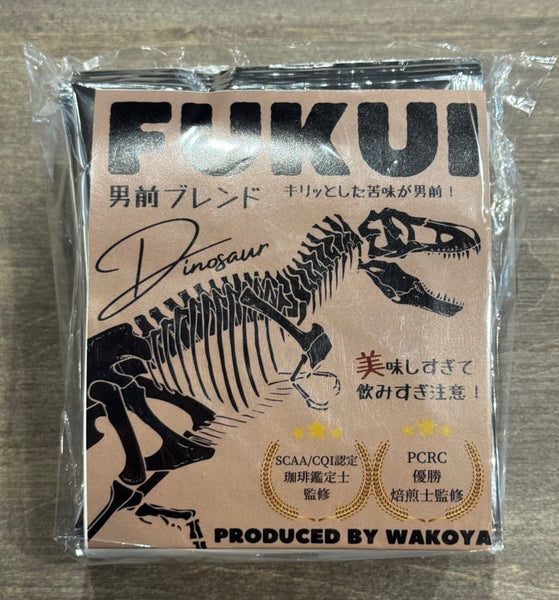 FUKUI
男前ブレンド キリッとした苦味が男前！
Dinosaur
美味しすぎて
飲みすぎ注意！
SCAA/CQI認定
珈琲鑑定士
監修
PCRC
優勝
焙煎士監修
PRODUCED BY WAKOYA